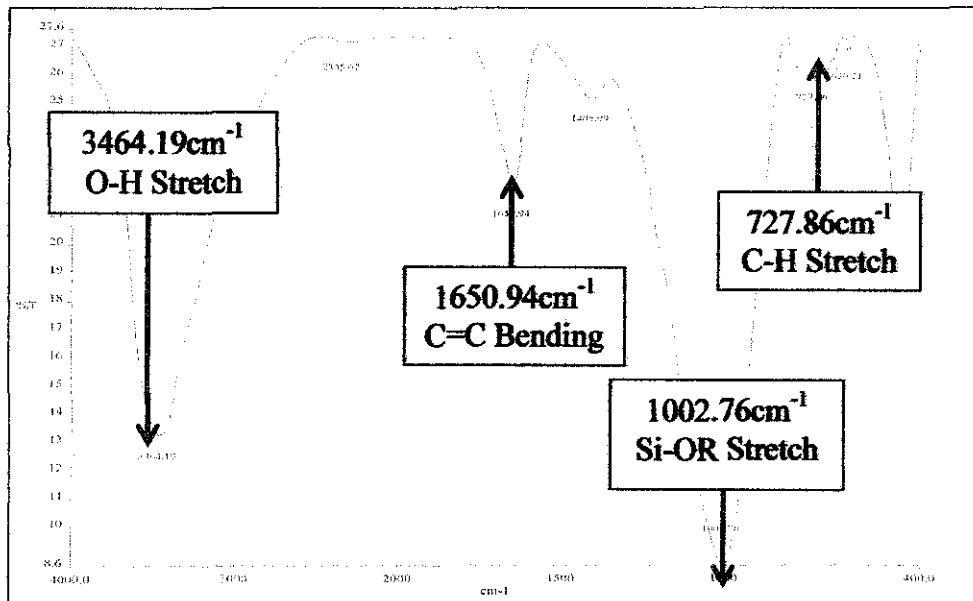 27.6
27
26
25
3464.19cm-1
O-H Stretch
1650.94cm-1
C=C Bending
727.86cm-1
C-H Stretch
1002.76cm-1
Si-OR Stretch
20
19
18
17
16
15
14
13
12
11
10
8.6
4000.0
3000
2000
1500
400.0
cm-1